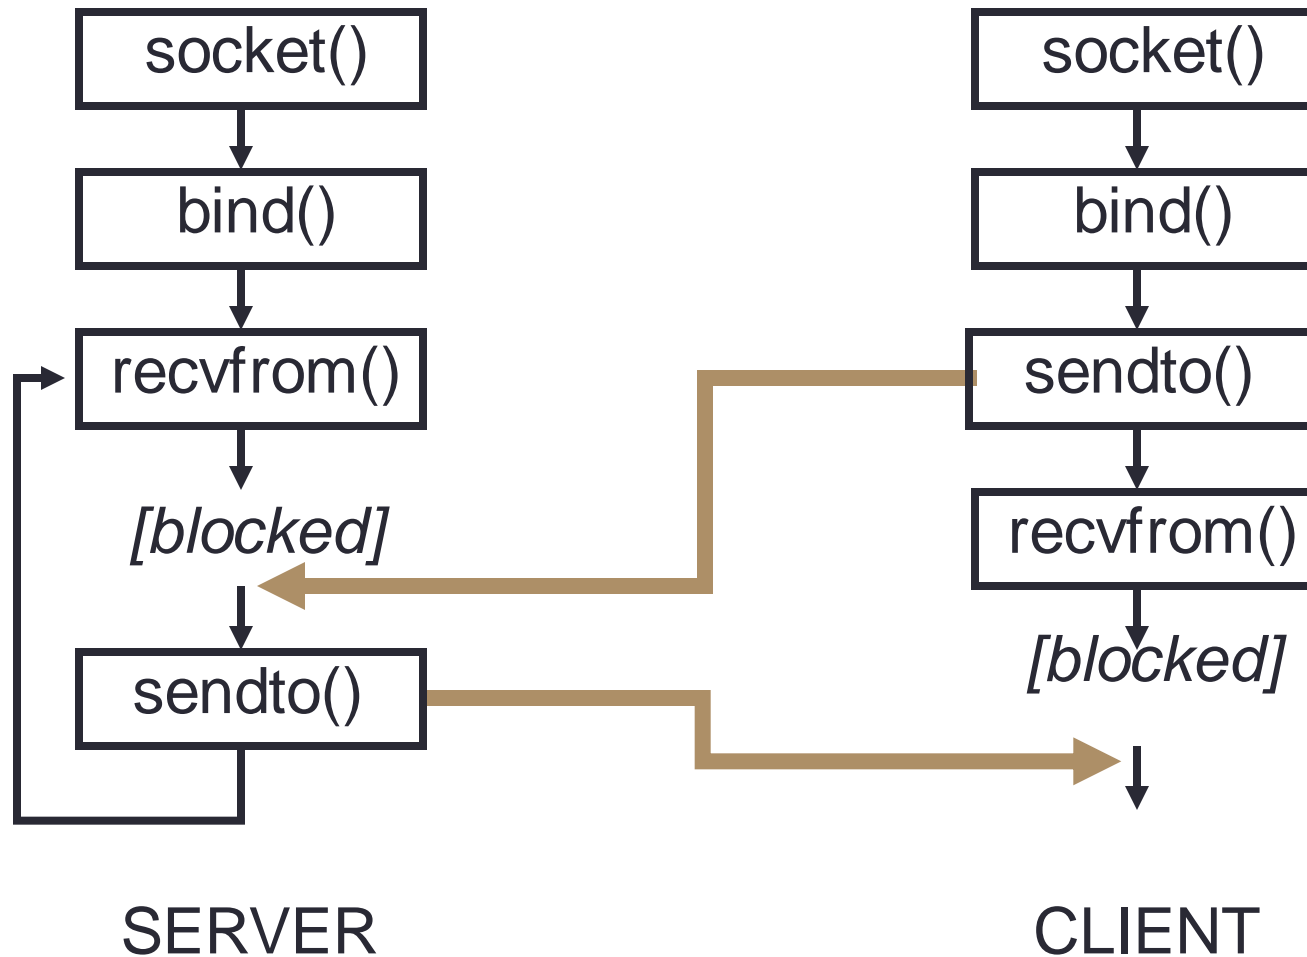 socket()
bind()
recvfrom()
[blocked]
sendto()
SERVER
socket()
bind()
sendto()
recvfrom()
[blocked]
CLIENT